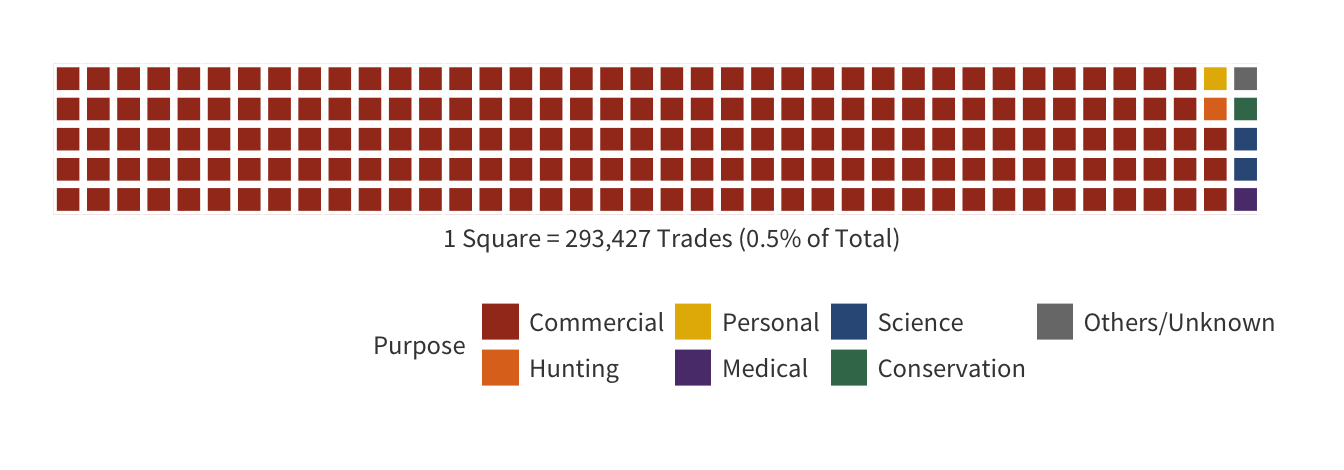 1 Square = 293,427 Trades (0.5% of Total)
Purpose
Commercial Personal Science Others/Unknown
Hunting Medical Conservation